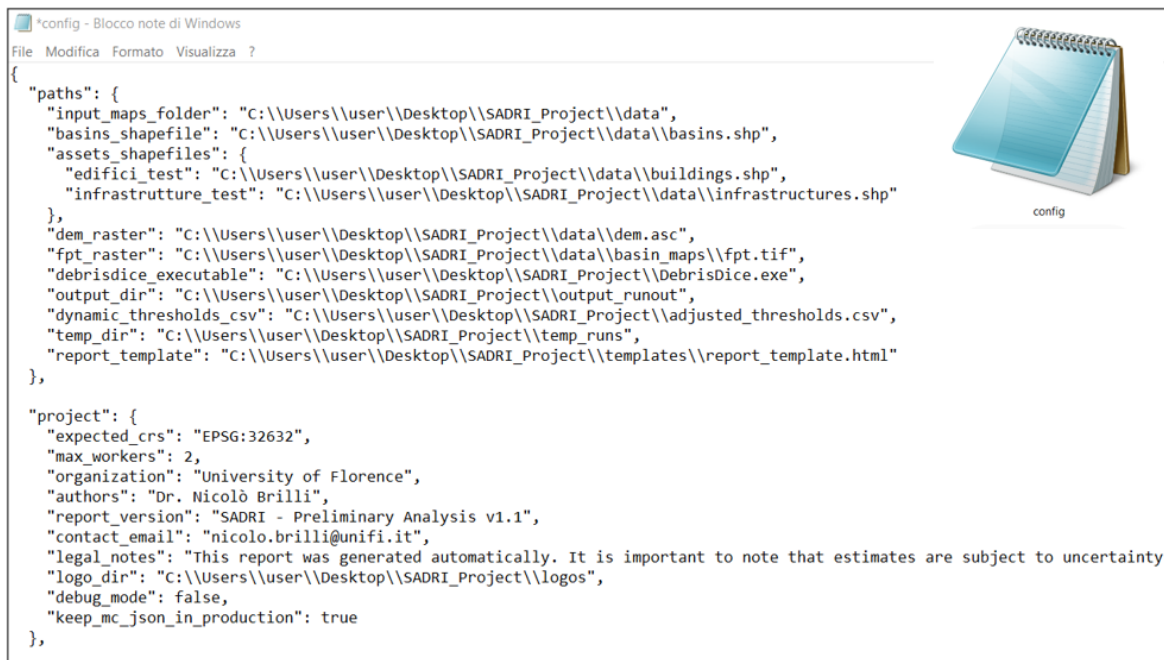 *config - Blocco note di Windows
File Modifica Formato Visualizza ?
{
  "paths": {
    "input_maps_folder": "C:\\Users\\user\\Desktop\\SADRI_Project\\data",
    "basins_shapefile": "C:\\Users\\user\\Desktop\\SADRI_Project\\data\\basins.shp",
    "assets_shapefiles": {
      "edifici_test": "C:\\Users\\user\\Desktop\\SADRI_Project\\data\\buildings.shp",
      "infrastrutture_test": "C:\\Users\\user\\Desktop\\SADRI_Project\\data\\infrastructures.shp"
    },
    "dem_raster": "C:\\Users\\user\\Desktop\\SADRI_Project\\data\\dem.asc",
    "fpt_raster": "C:\\Users\\user\\Desktop\\SADRI_Project\\data\\basin_maps\\fpt.tif",
    "debrisdice_executable": "C:\\Users\\user\\Desktop\\SADRI_Project\\DebrisDice.exe",
    "output_dir": "C:\\Users\\user\\Desktop\\SADRI_Project\\output_runout",
    "dynamic_thresholds_csv": "C:\\Users\\user\\Desktop\\SADRI_Project\\adjusted_thresholds.csv",
    "temp_dir": "C:\\Users\\user\\Desktop\\SADRI_Project\\temp_runs",
    "report_template": "C:\\Users\\user\\Desktop\\SADRI_Project\\templates\\report_template.html"
  },

  "project": {
    "expected_crs": "EPSG:32632",
    "max_workers": 2,
    "organization": "University of Florence",
    "authors": "Dr. Nicolò Brilli",
    "report_version": "SADRI - Preliminary Analysis v1.1",
    "contact_email": "nicolo.brilli@unifi.it",
    "legal_notes": "This report was generated automatically. It is important to note that estimates are subject to uncertainty
    "logo_dir": "C:\\Users\\user\\Desktop\\SADRI_Project\\logos",
    "debug_mode": false,
    "keep_mc_json_in_production": true
  },
config